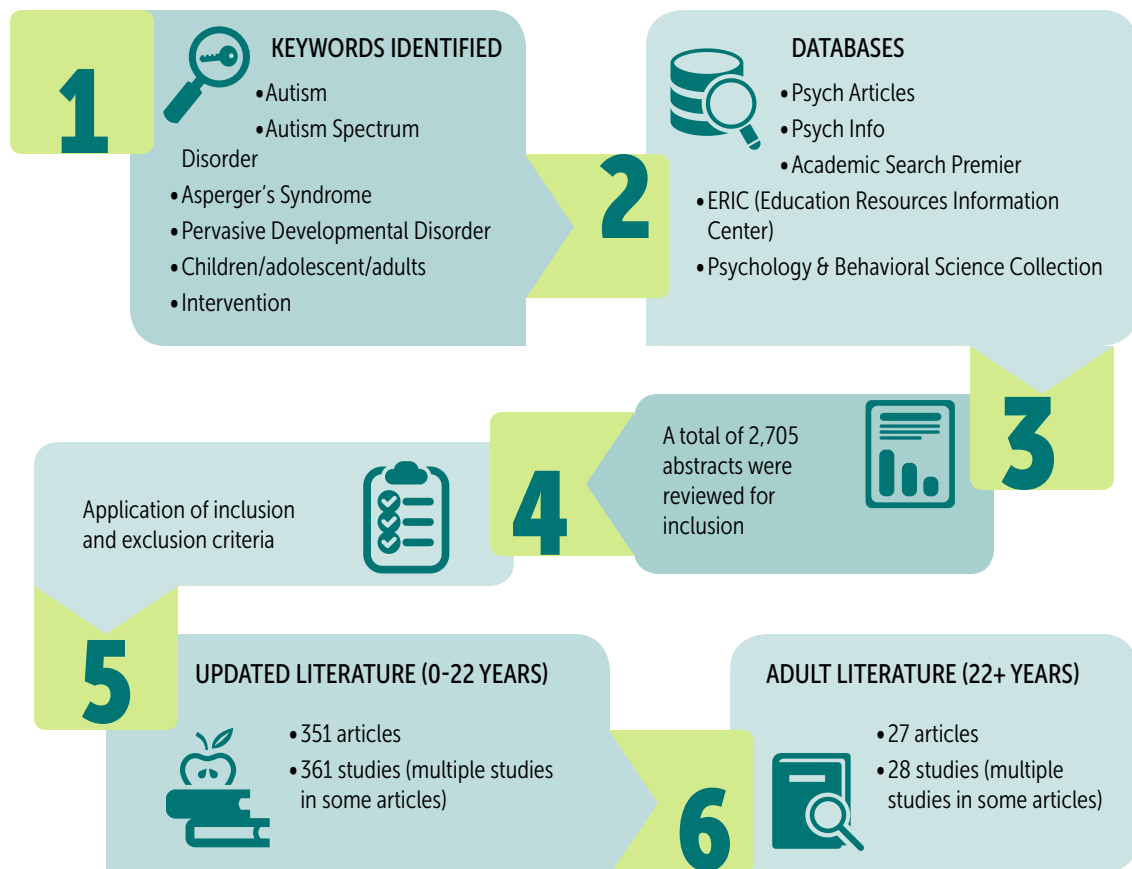 1
KEYWORDS IDENTIFIED
•Autism
•Autism Spectrum
Disorder
•Asperger’s Syndrome
•Pervasive Developmental Disorder
•Children/adolescent/adults
•Intervention
2
DATABASES
•Psych Articles
•Psych Info
•Academic Search Premier
•ERIC (Education Resources Information
Center)
•Psychology & Behavioral Science Collection
3
A total of 2,705
abstracts were
reviewed for
inclusion
4
Application of inclusion
and exclusion criteria
5
UPDATED LITERATURE (0-22 YEARS)
•351 articles
•361 studies (multiple studies
in some articles)
6
ADULT LITERATURE (22+ YEARS)
•27 articles
•28 studies (multiple
studies in some articles)